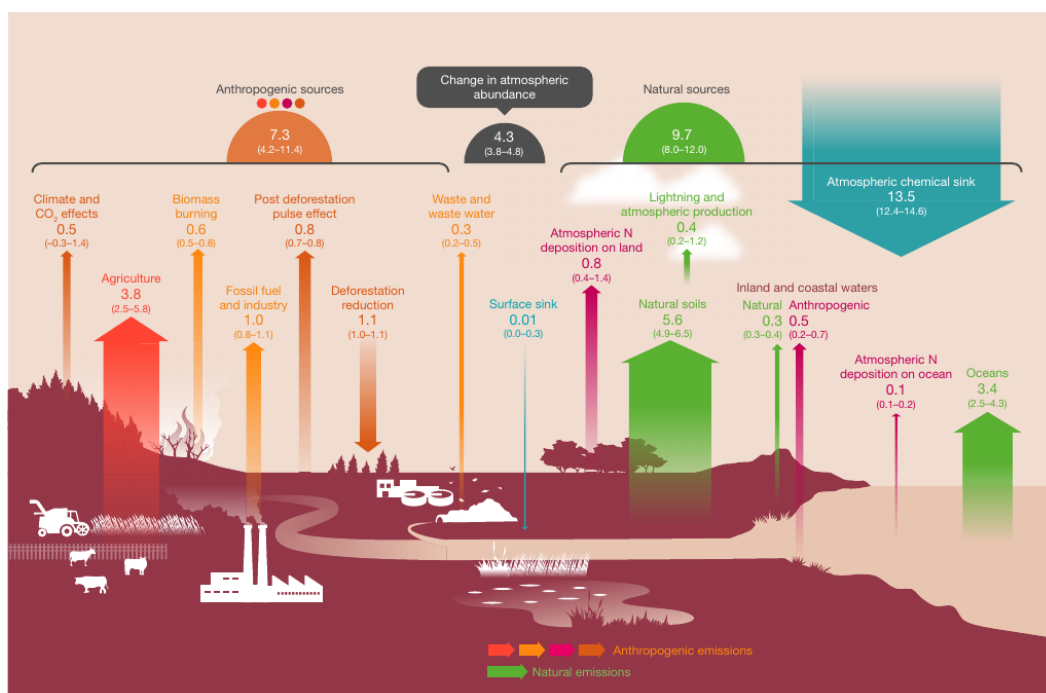 Anthropogenic sources
7.3
(4.2–11.4)
Change in atmospheric
abundance
4.3
(3.8–4.8)
Natural sources
9.7
(8.0–12.0)
Atmospheric chemical sink
13.5
(12.4–14.6)
Climate and
CO₂ effects
0.5
(–0.3–1.4)
Agriculture
3.8
(2.5–5.8)
Biomass
burning
0.6
(0.5–0.8)
Fossil fuel
and industry
1.0
(0.8–1.1)
Post deforestation
pulse effect
0.8
(0.7–0.8)
Deforestation
reduction
1.1
(1.0–1.1)
Waste and
waste water
0.3
(0.2–0.5)
Surface sink
0.01
(0.0–0.3)
Atmospheric N
deposition on land
0.8
(0.4–1.4)
Lightning and
atmospheric production
0.4
(0.2–1.2)
Natural soils
5.6
(4.9–6.5)
Inland and coastal waters
Natural
0.3
(0.3–0.4)
Anthropogenic
0.5
(0.2–0.7)
Atmospheric N
deposition on ocean
0.1
(0.1–0.2)
Oceans
3.4
(2.5–4.3)
Anthropogenic emissions
Natural emissions